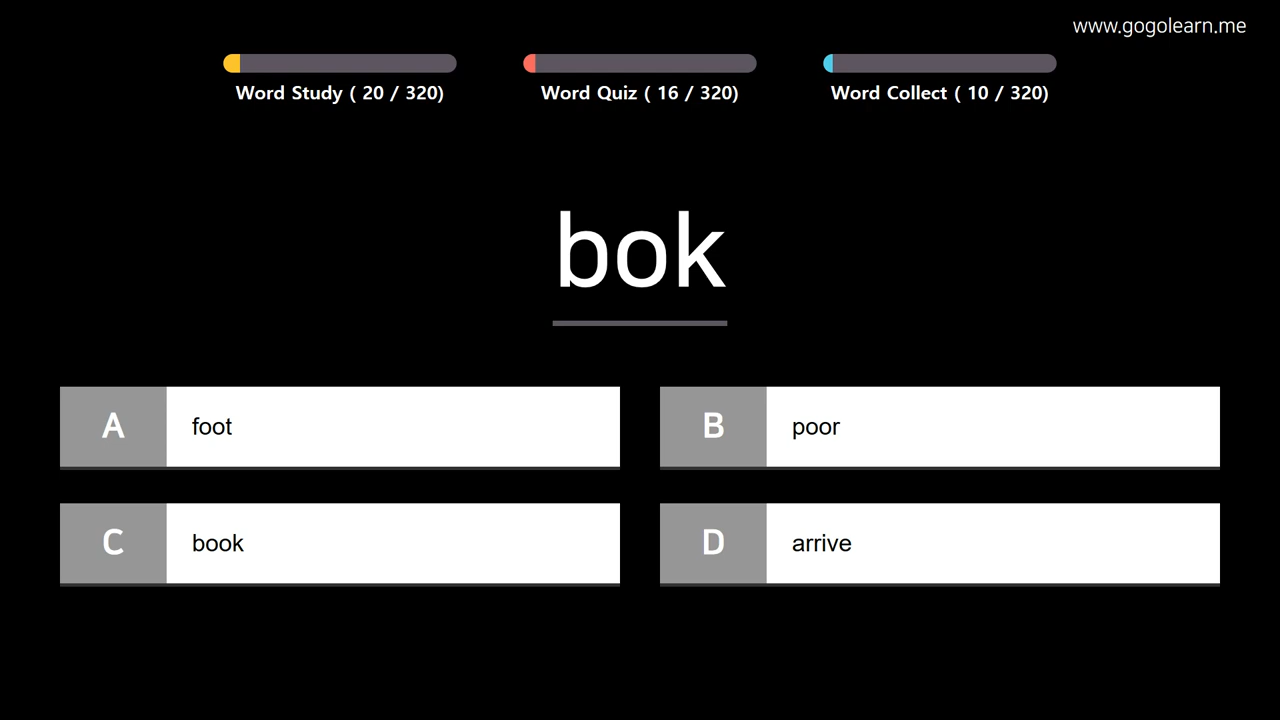 www.gogolearn.me
Word Study ( 20 / 320)
Word Quiz ( 16 / 320)
Word Collect ( 10 / 320)
bok
A foot
B poor
C book
D arrive